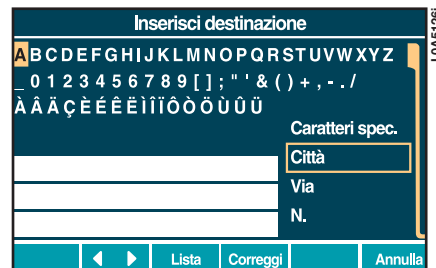 Inserisci destinazione
A B C D E F G H I J K L M N O P Q R S T U V W X Y Z
_ 0 1 2 3 4 5 6 7 8 9 [ ] ; " ' & ( ) + , - . /
À Â Ä Ç È É Ê Ë Ì Î Ï Ô Ò Ö Ù Û Ü
Caratteri spec.
Città
Via
N.
Lista Correggi Annulla